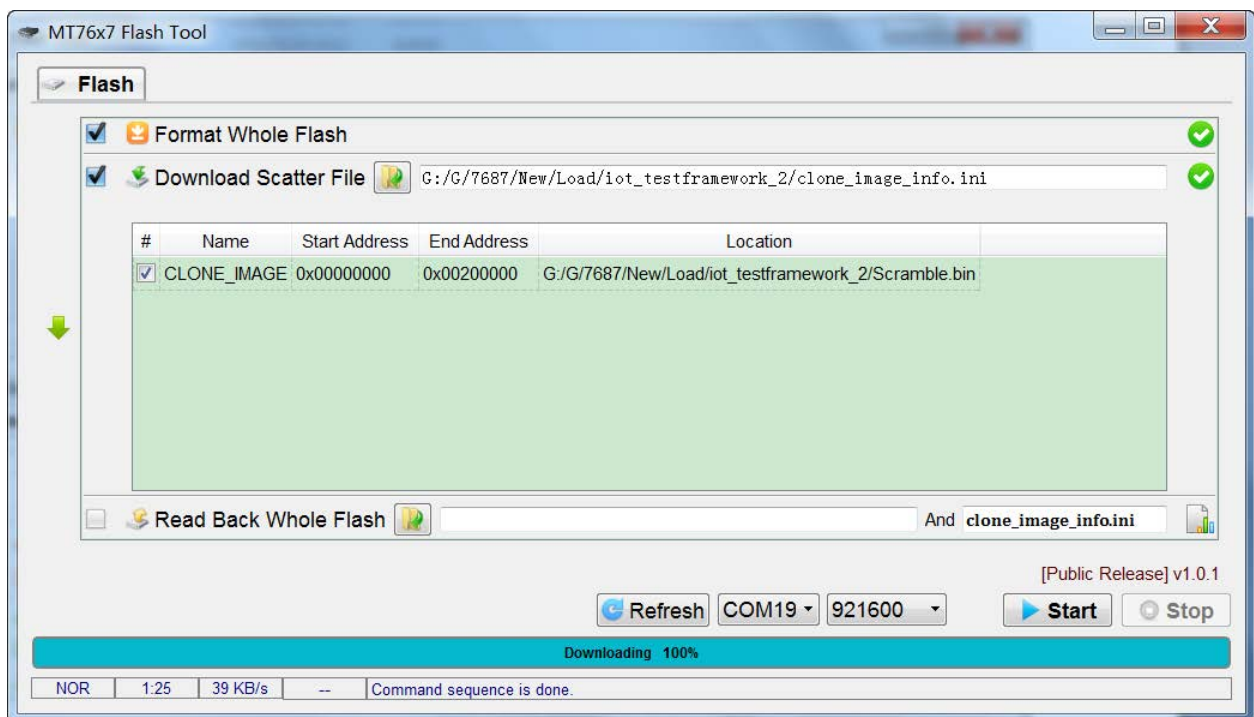 MT76x7 Flash Tool
Flash
Format Whole Flash
Download Scatter File G:/G/7687/New/Load/iot_testframework_2/clone_image_info.ini
# Name Start Address End Address Location
CLONE_IMAGE 0x00000000 0x00200000 G:/G/7687/New/Load/iot_testframework_2/Scramble.bin
Read Back Whole Flash And clone_image_info.ini
[Public Release] v1.0.1
Refresh COM19 921600 Start Stop
Downloading 100%
NOR 1:25 39 KB/s -- Command sequence is done.